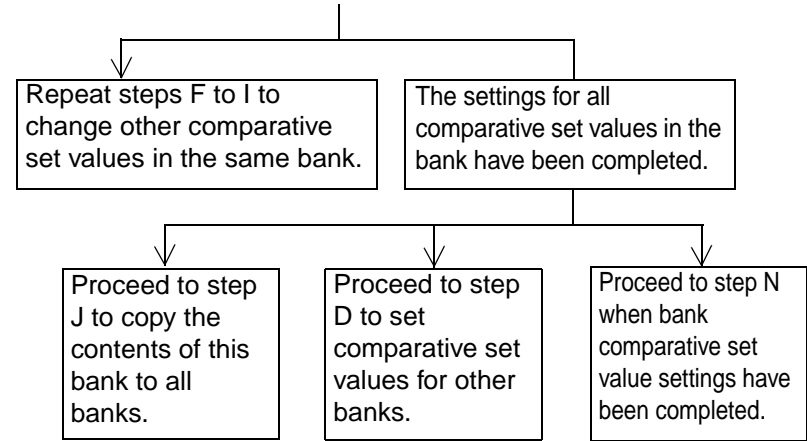 Repeat steps F to I to
change other comparative
set values in the same bank.
The settings for all
comparative set values in the
bank have been completed.
Proceed to step
J to copy the
contents of this
bank to all
banks.
Proceed to step
D to set
comparative set
values for other
banks.
Proceed to step N
when bank
comparative set
value settings have
been completed.